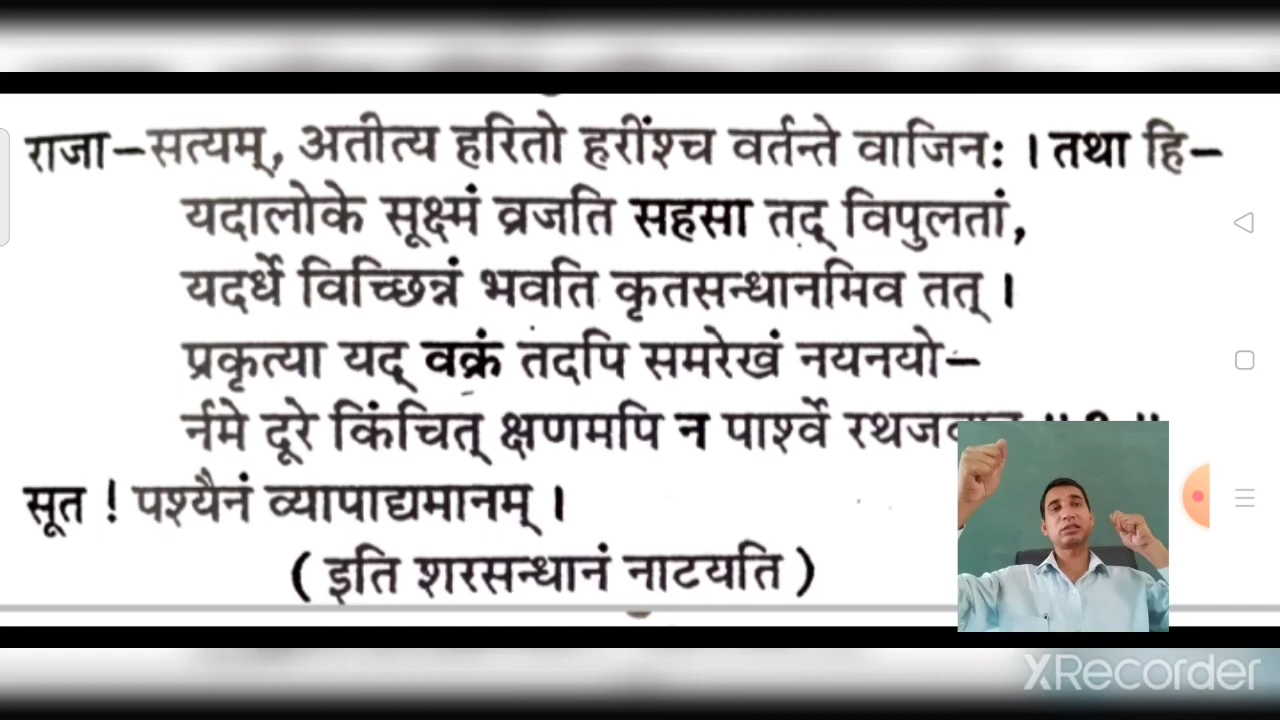 राजा–सत्यम्, अतीत्य हरितो हरींश्च वर्तन्ते वाजिनः । तथा हि–
यदालोके सूक्ष्मं व्रजति सहसा तद् विपुलतां,
यदर्धे विच्छिन्नं भवति कृतसन्धानमिव तत् ।
प्रकृत्या यद् वक्रं तदपि समरेखं नयनयो–
र्नमे दूरे किंचित् क्षणमपि न पार्श्वे
सूत ! पश्यैनं व्यापाद्यमानम् ।
( इति शरसन्धानं नाटयति )
XRecorder